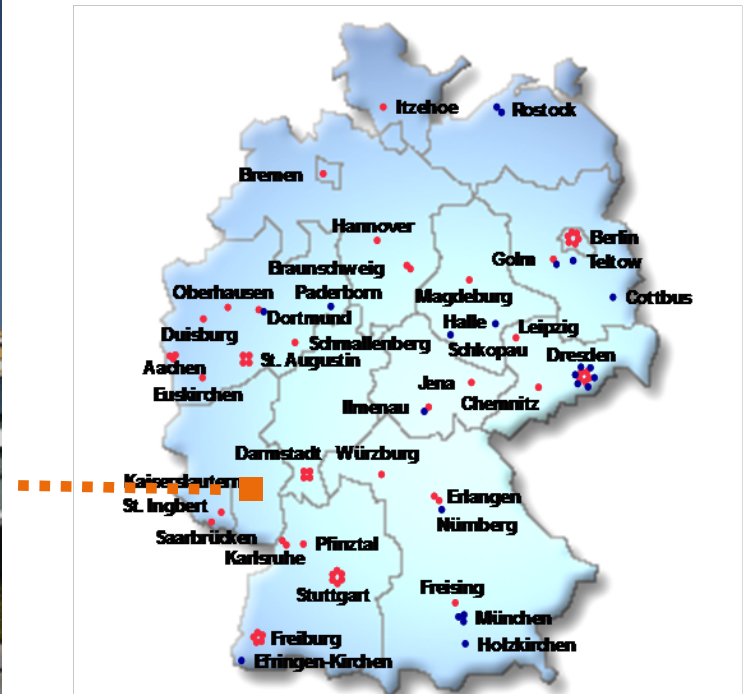 Itzehoe
Rostock
Bremen
Hannover
Berlin
Golm
Teltow
Braunschweig
Oberhausen
Paderborn
Magdeburg
Cottbus
Dortmund
Halle
Leipzig
Duisburg
Schmallenberg
Schkopau
Dresden
Aachen
St. Augustin
Jena
Euskirchen
Chemnitz
Ilmenau
Darmstadt
Würzburg
Kaiserslautern
Erlangen
St. Ingbert
Nürnberg
Saarbrücken
Pfinztal
Karlsruhe
Freising
Stuttgart
München
Freiburg
Holzkirchen
Efringen-Kirchen